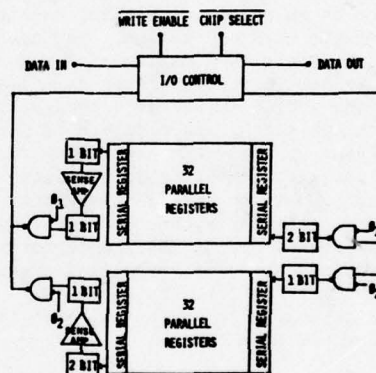 WRITE ENABLE CHIP SELECT
DATA IN
DATA OUT
I/O CONTROL
1 BIT
SENSE
AMP
Ø1
1 BIT
SERIAL REGISTER
32
PARALLEL
REGISTERS
SERIAL REGISTER
2 BIT
1 BIT
Ø2
SENSE
AMP
2 BIT
SERIAL REGISTER
32
PARALLEL
REGISTERS
SERIAL REGISTER
1 BIT